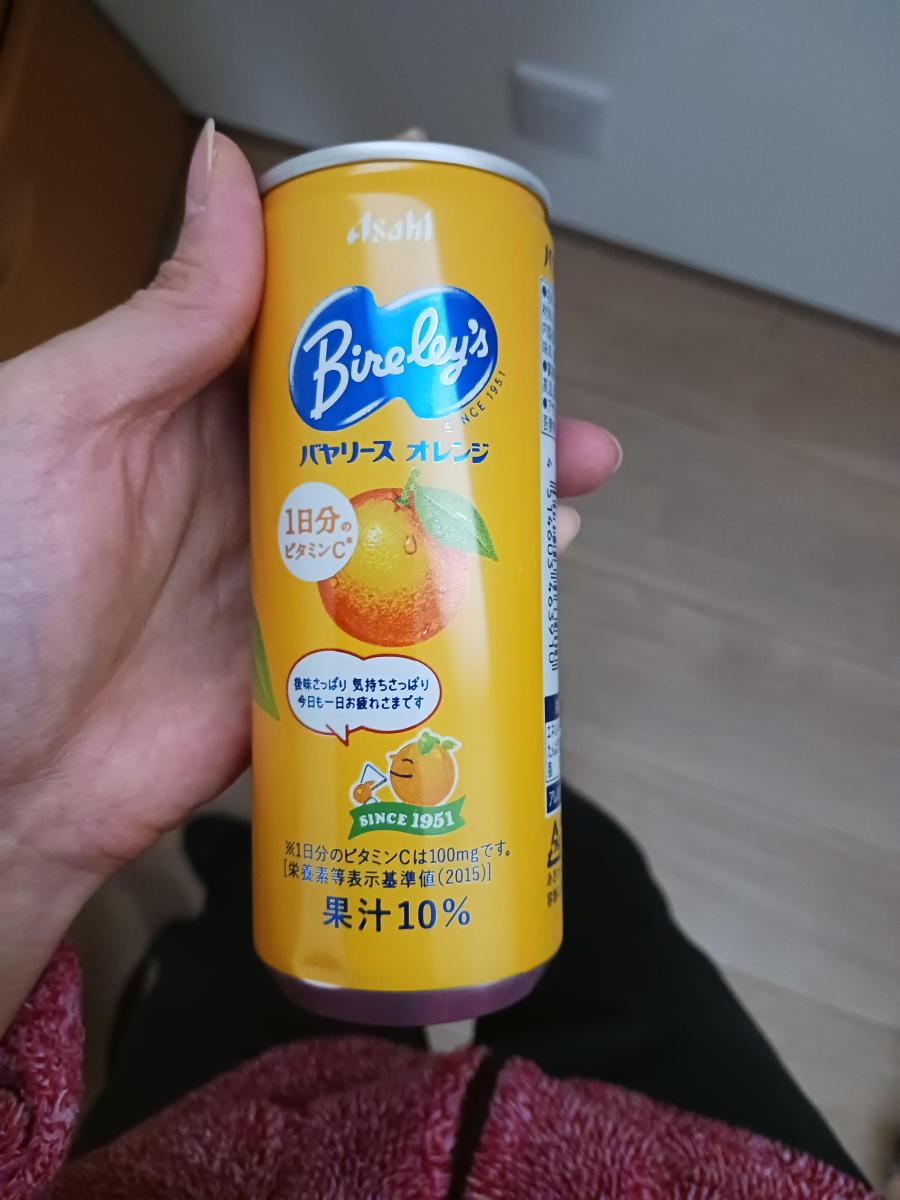 Asahi
Bireley's
SINCE 1951
バヤリース オレンジ
1日分の
ビタミンC※
後味さっぱり 気持ちさっぱり
今日も一日お疲れさまです
SINCE 1951
※1日分のビタミンCは100mgです。
[栄養素等表示基準値(2015)]
果汁10%